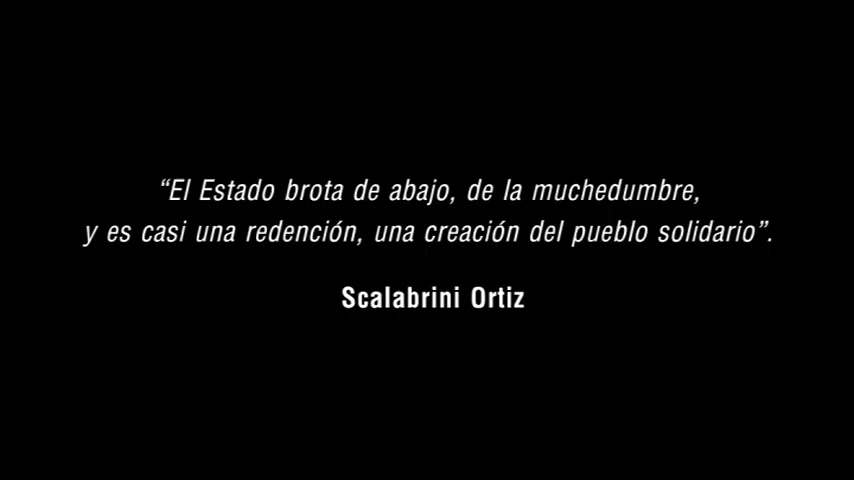 “El Estado brota de abajo, de la muchedumbre,
y es casi una redención, una creación del pueblo solidario”.
Scalabrini Ortiz